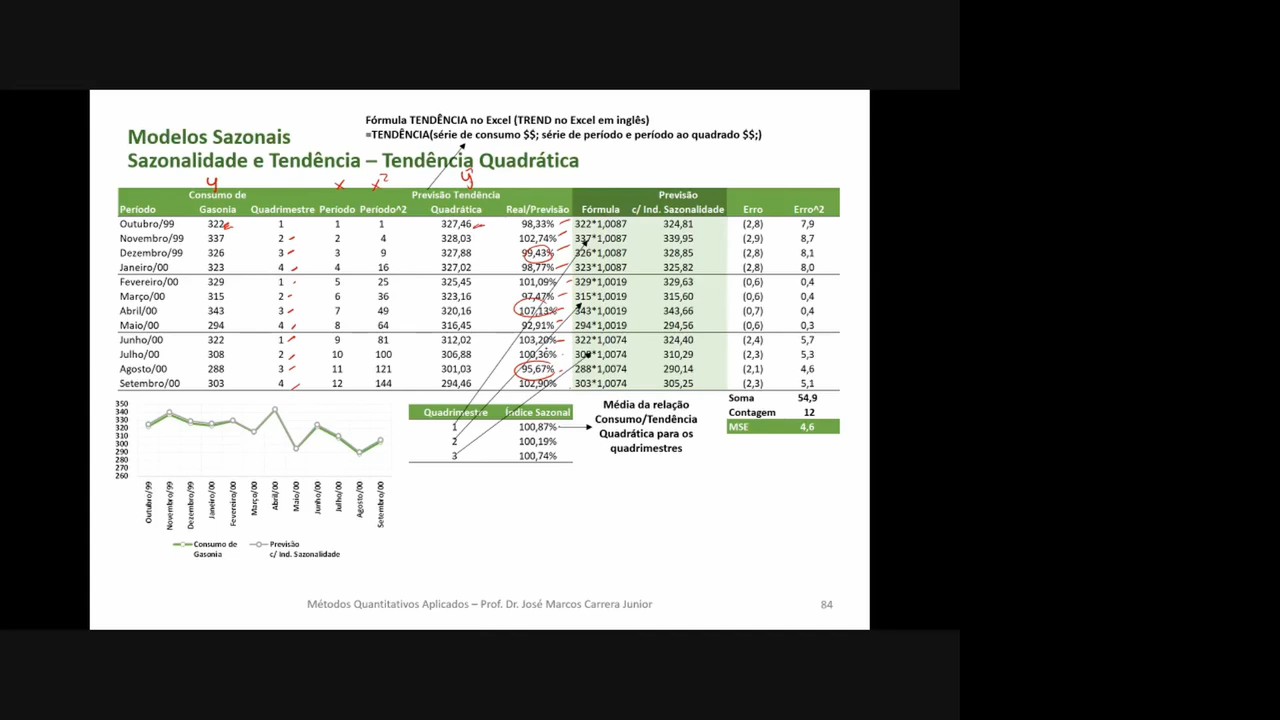 Fórmula TENDÊNCIA no Excel (TREND no Excel em inglês)
=TENDÊNCIA(série de consumo $$; série de período e período ao quadrado $$;)
Modelos Sazonais
Sazonalidade e Tendência – Tendência Quadrática
y x x² ŷ
Consumo de Previsão Tendência Previsão
Período Gasonia Quadrimestre Período Período^2 Quadrática Real/Previsão Fórmula c/ Ind. Sazonalidade Erro Erro^2
Outubro/99 322 1 1 1 327,46 98,33% 322*1,0087 324,81 (2,8) 7,9
Novembro/99 337 2 2 4 328,03 102,74% 337*1,0087 339,95 (2,9) 8,7
Dezembro/99 326 3 3 9 327,88 99,43% 326*1,0087 328,85 (2,8) 8,1
Janeiro/00 323 4 4 16 327,02 98,77% 323*1,0087 325,82 (2,8) 8,0
Fevereiro/00 329 1 5 25 325,45 101,09% 329*1,0019 329,63 (0,6) 0,4
Março/00 315 2 6 36 323,16 97,47% 315*1,0019 315,60 (0,6) 0,4
Abril/00 343 3 7 49 320,16 107,13% 343*1,0019 343,66 (0,7) 0,4
Maio/00 294 4 8 64 316,45 92,91% 294*1,0019 294,56 (0,6) 0,3
Junho/00 322 1 9 81 312,02 103,20% 322*1,0074 324,40 (2,4) 5,7
Julho/00 308 2 10 100 306,88 100,36% 308*1,0074 310,29 (2,3) 5,3
Agosto/00 288 3 11 121 301,03 95,67% 288*1,0074 290,14 (2,1) 4,6
Setembro/00 303 4 12 144 294,46 102,90% 303*1,0074 305,25 (2,3) 5,1
Soma 54,9
Contagem 12
MSE 4,6
Quadrimestre Índice Sazonal
1 100,87%
2 100,19%
3 100,74%
Média da relação
Consumo/Tendência
Quadrática para os
quadrimestres
350
340
330
320
310
300
290
280
270
260
Outubro/99
Novembro/99
Dezembro/99
Janeiro/00
Fevereiro/00
Março/00
Abril/00
Maio/00
Junho/00
Julho/00
Agosto/00
Setembro/00
Consumo de Previsão
Gasonia c/ Ind. Sazonalidade
Métodos Quantitativos Aplicados – Prof. Dr. José Marcos Carrera Junior 84